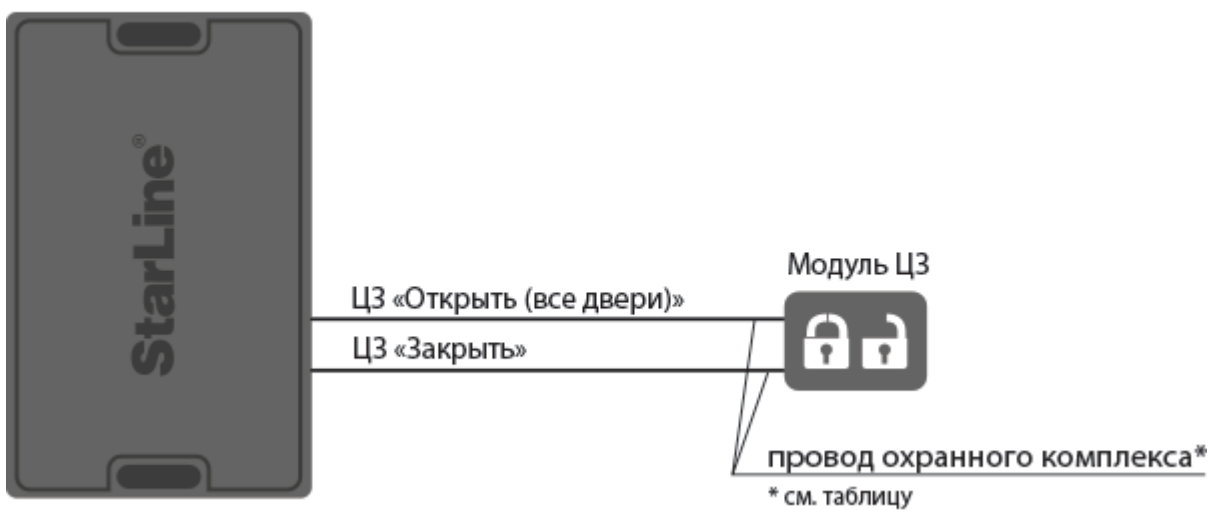 StarLine®
Модуль ЦЗ
ЦЗ «Открыть (все двери)»
ЦЗ «Закрыть»
провод охранного комплекса*
* см. таблицу